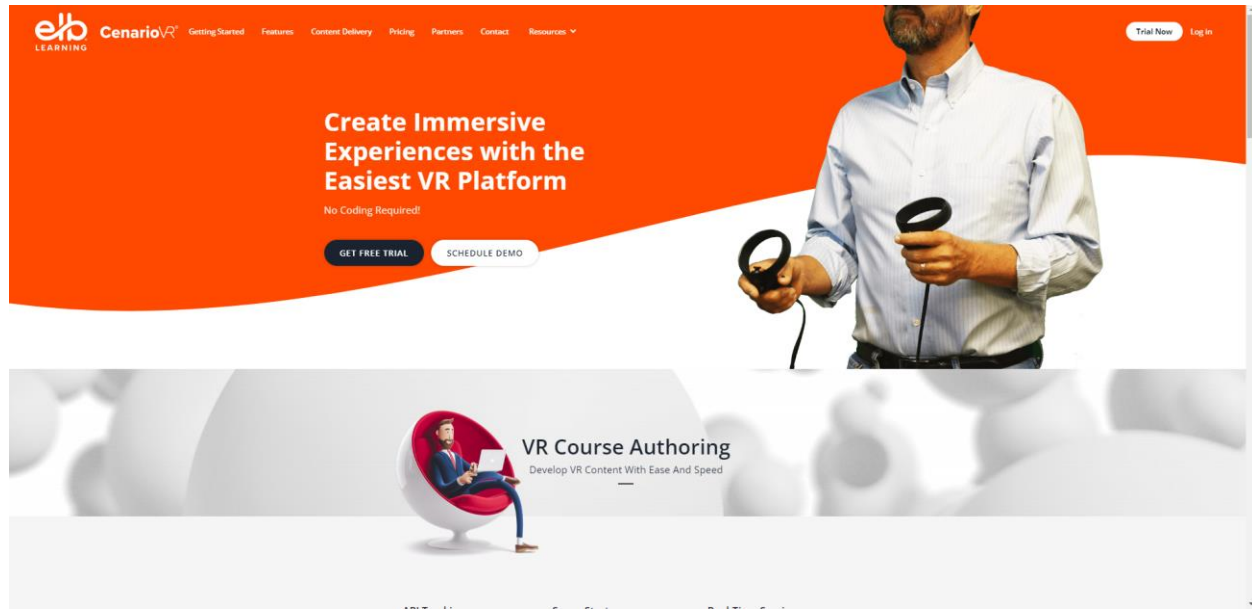 elb
LEARNING
CenarioVR®
Getting Started Features Content Delivery Pricing Partners Contact Resources
Trial Now Log in
Create Immersive
Experiences with the
Easiest VR Platform
No Coding Required!
GET FREE TRIAL SCHEDULE DEMO
VR Course Authoring
Develop VR Content With Ease And Speed